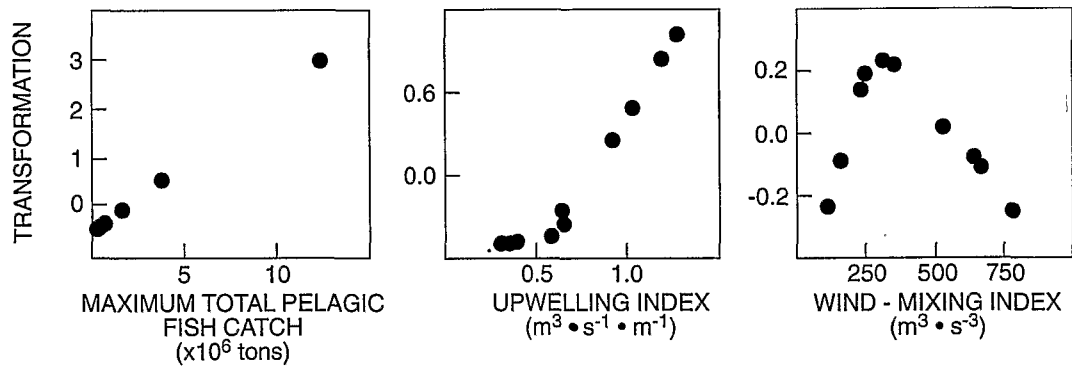 TRANSFORMATION
3
2
1
0
5 10
MAXIMUM TOTAL PELAGIC
FISH CATCH
(x10⁶ tons)
0.6
0.0
0.5 1.0
UPWELLING INDEX
(m³ • s⁻¹ • m⁻¹)
0.2
0.0
-0.2
250 500 750
WIND - MIXING INDEX
(m³ • s⁻³)